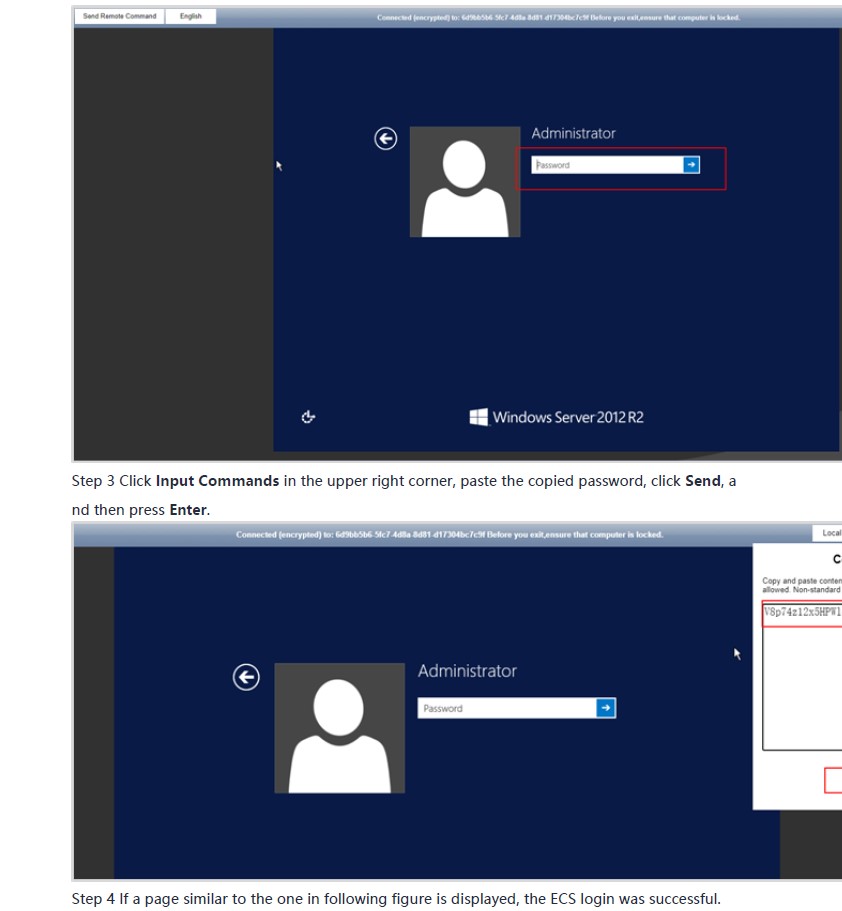 Send Remote Command English Connected (encrypted) to: 6d9bb5b6-5fc7-4d8a-8d81-d17304bc7c9f Before you exit,ensure that computer is locked.
Administrator
Password
Windows Server 2012 R2
Step 3 Click Input Commands in the upper right corner, paste the copied password, click Send, a
nd then press Enter.
Connected (encrypted) to: 6d9bb5b6-5fc7-4d8a-8d81-d17304bc7c9f Before you exit,ensure that computer is locked. Local
C
Copy and paste conten
allowed. Non-standard
V8p74z12x5HPW1
Administrator
Password
Step 4 If a page similar to the one in following figure is displayed, the ECS login was successful.